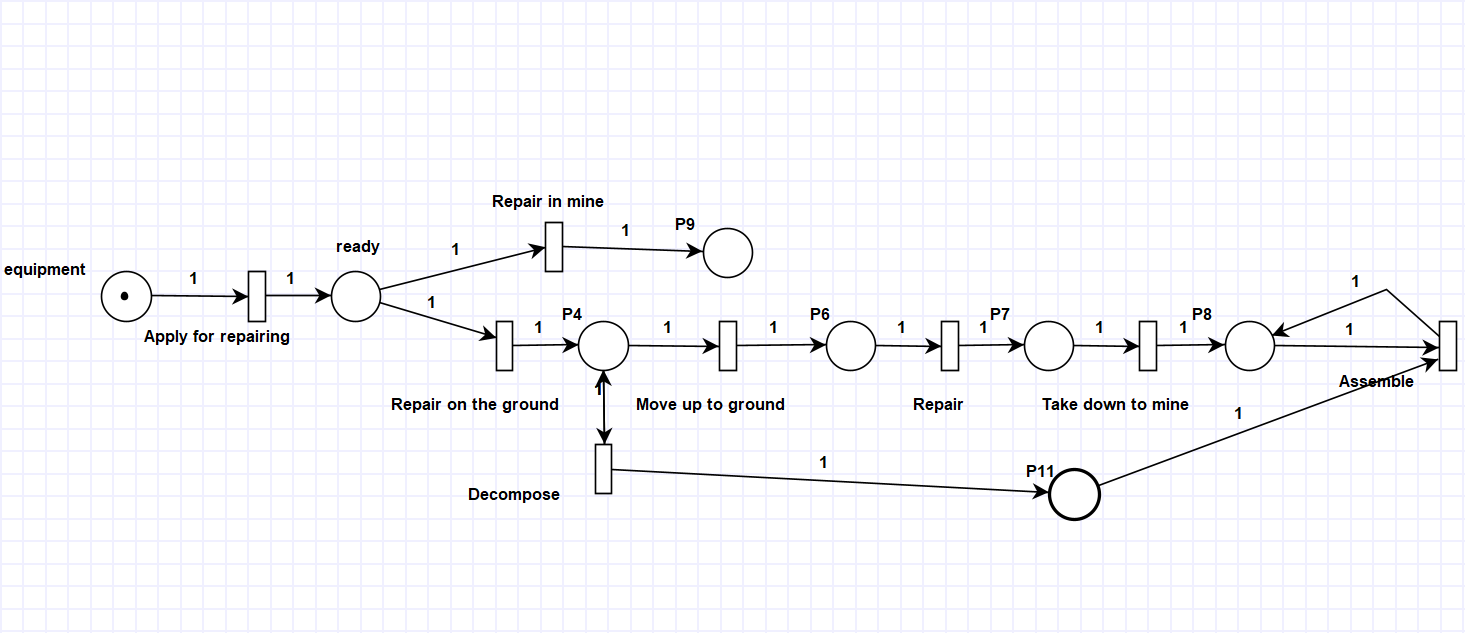 Repair in mine
P9
1
ready
1
equipment
1
1
1
Apply for repairing
1
1
P4
1
1
P6
1
1
P7
1
1
P8
1
1
Assemble
1
Repair on the ground
Move up to ground
Repair
Take down to mine
1
1
P11
Decompose